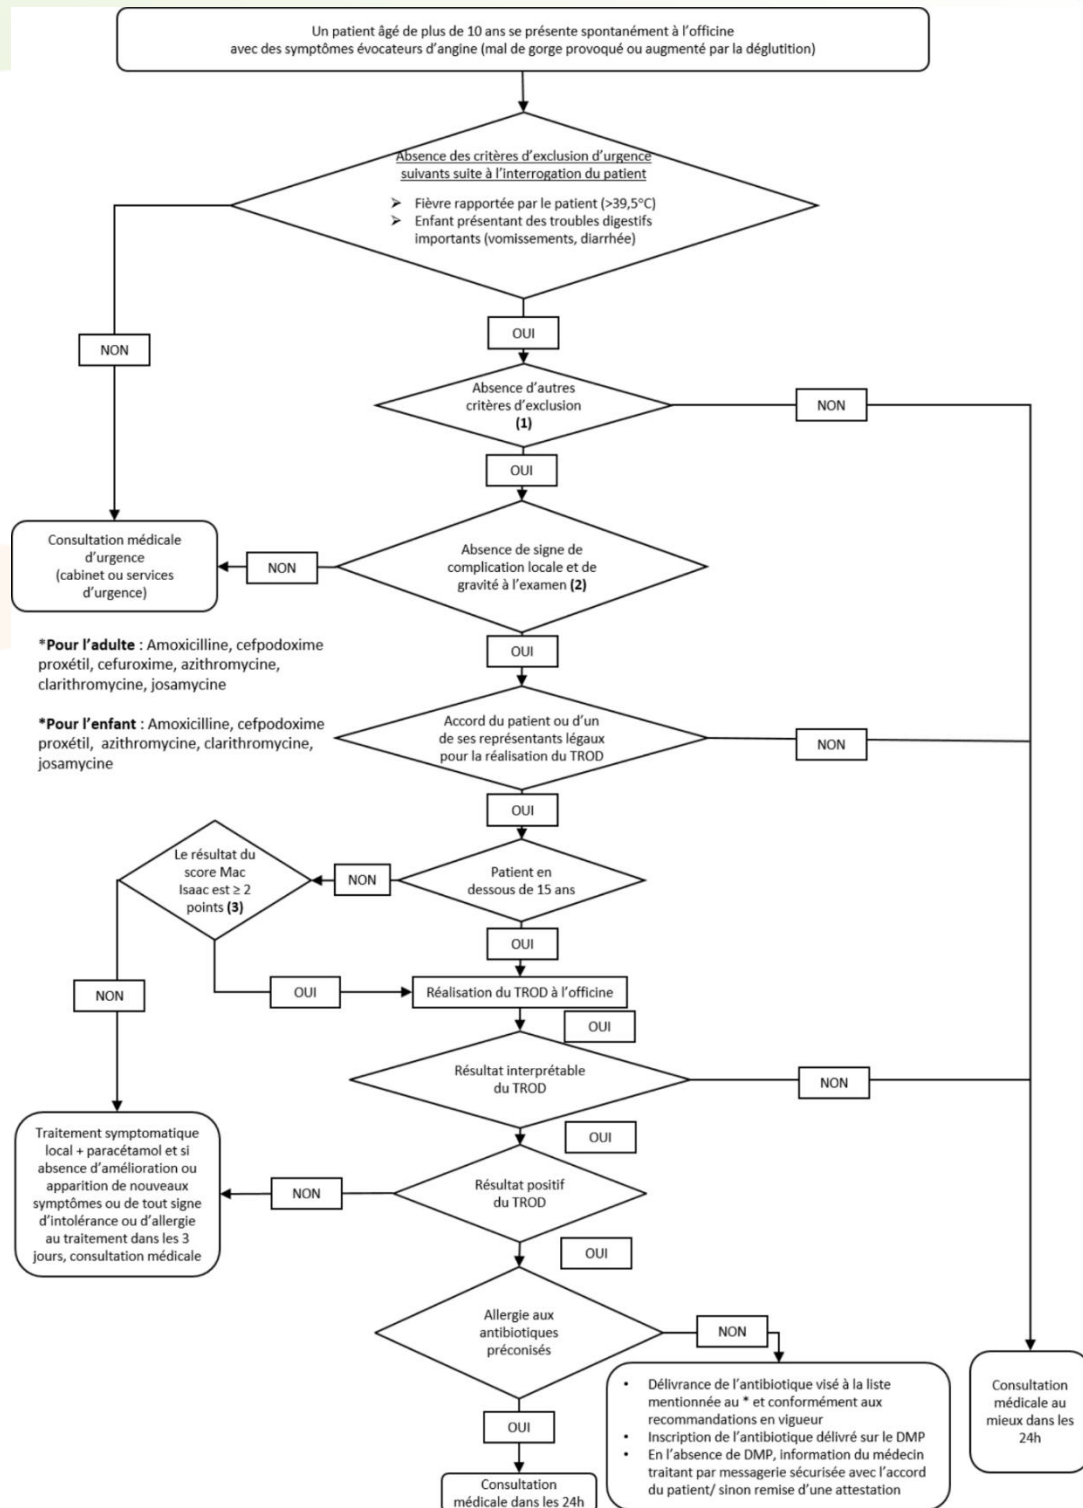 Un patient âgé de plus de 10 ans se présente spontanément à l'officine
avec des symptômes évocateurs d'angine (mal de gorge provoqué ou augmenté par la déglutition)
Absence des critères d'exclusion d'urgence
suivants suite à l'interrogation du patient
➢ Fièvre rapportée par le patient (>39,5°C)
➢ Enfant présentant des troubles digestifs
importants (vomissements, diarrhée)
NON
OUI
Absence d'autres
critères d'exclusion
(1)
NON
OUI
Consultation médicale
d'urgence
(cabinet ou services
d'urgence)
NON
Absence de signe de
complication locale et de
gravité à l'examen (2)
*Pour l'adulte : Amoxicilline, cefpodoxime
proxétil, cefuroxime, azithromycine,
clarithromycine, josamycine
OUI
*Pour l'enfant : Amoxicilline, cefpodoxime
proxétil, azithromycine, clarithromycine,
josamycine
Accord du patient ou d'un
de ses représentants légaux
pour la réalisation du TROD
NON
OUI
Le résultat du
score Mac
Isaac est ≥ 2
points (3)
NON
Patient en
dessous de 15 ans
OUI
NON
OUI
Réalisation du TROD à l'officine
OUI
Résultat interprétable
du TROD
NON
OUI
Traitement symptomatique
local + paracétamol et si
absence d'amélioration ou
apparition de nouveaux
symptômes ou de tout signe
d'intolérance ou d'allergie
au traitement dans les 3
jours, consultation médicale
NON
Résultat positif
du TROD
OUI
Allergie aux
antibiotiques
préconisés
NON
OUI
• Délivrance de l'antibiotique visé à la liste
mentionnée au * et conformément aux
recommandations en vigueur
• Inscription de l'antibiotique délivré sur le DMP
• En l'absence de DMP, information du médecin
traitant par messagerie sécurisée avec l'accord
du patient/ sinon remise d'une attestation
Consultation
médicale au
mieux dans les
24h
Consultation
médicale dans les 24h